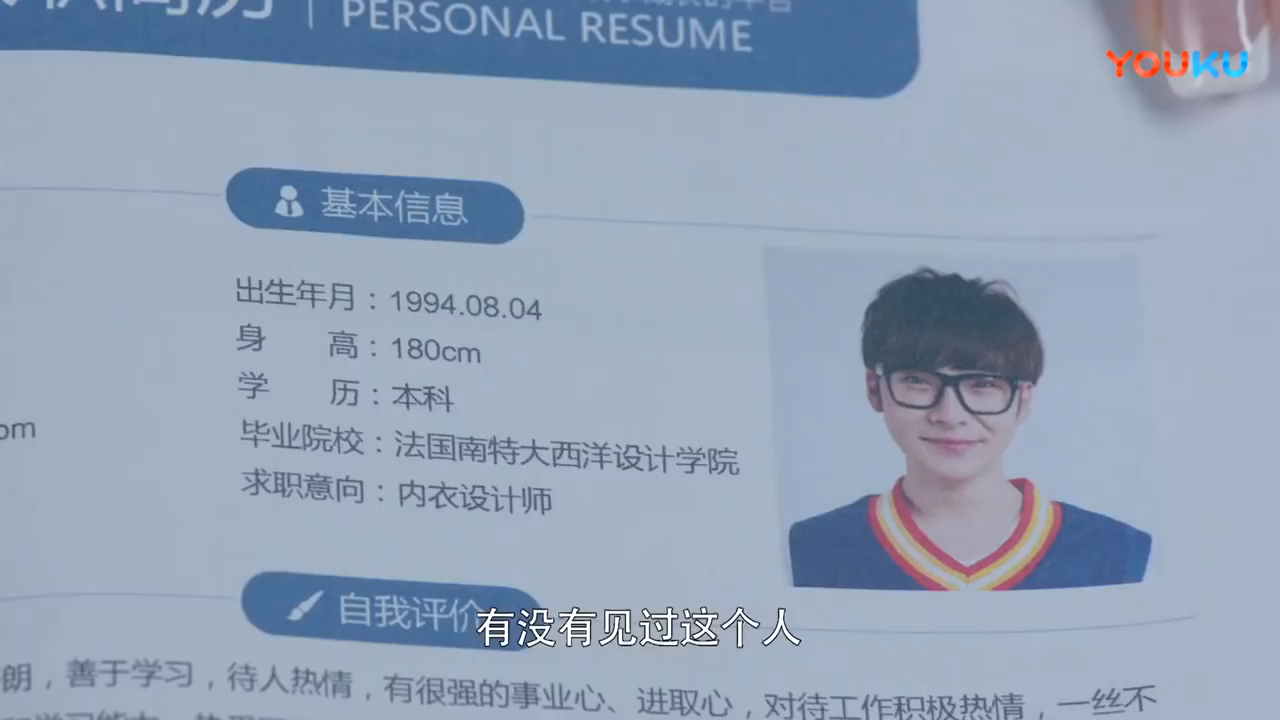 PERSONAL RESUME
YOUKU
基本信息
出生年月：1994.08.04
身　　高：180cm
学　　历：本科
om
毕业院校：法国南特大西洋设计学院
求职意向：内衣设计师
自我评价
有没有见过这个人
朗，善于学习，待人热情，有很强的事业心、进取心，对待工作积极热情，一丝不